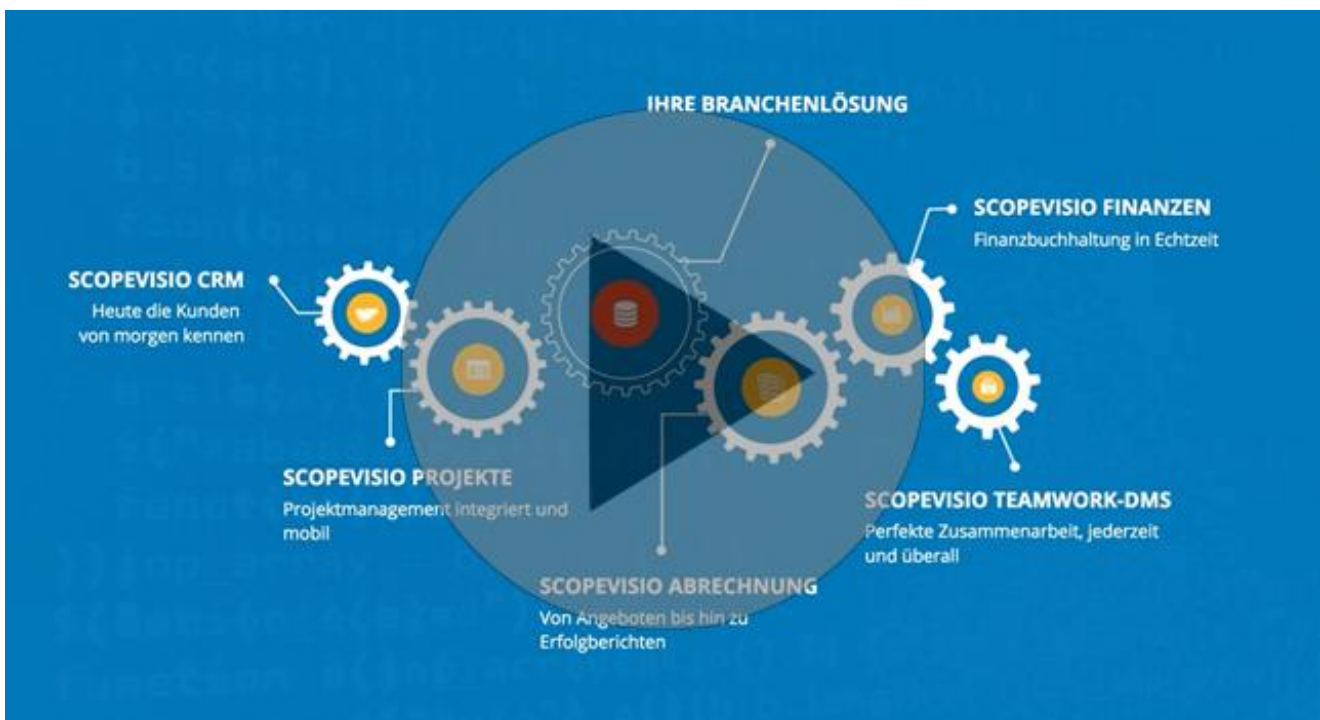 IHRE BRANCHENLÖSUNG
SCOPEVISIO FINANZEN
Finanzbuchhaltung in Echtzeit
SCOPEVISIO CRM
Heute die Kunden
von morgen kennen
SCOPEVISIO PROJEKTE
Projektmanagement integriert und
mobil
SCOPEVISIO TEAMWORK-DMS
Perfekte Zusammenarbeit, jederzeit
und überall
SCOPEVISIO ABRECHNUNG
Von Angeboten bis hin zu
Erfolgberichten